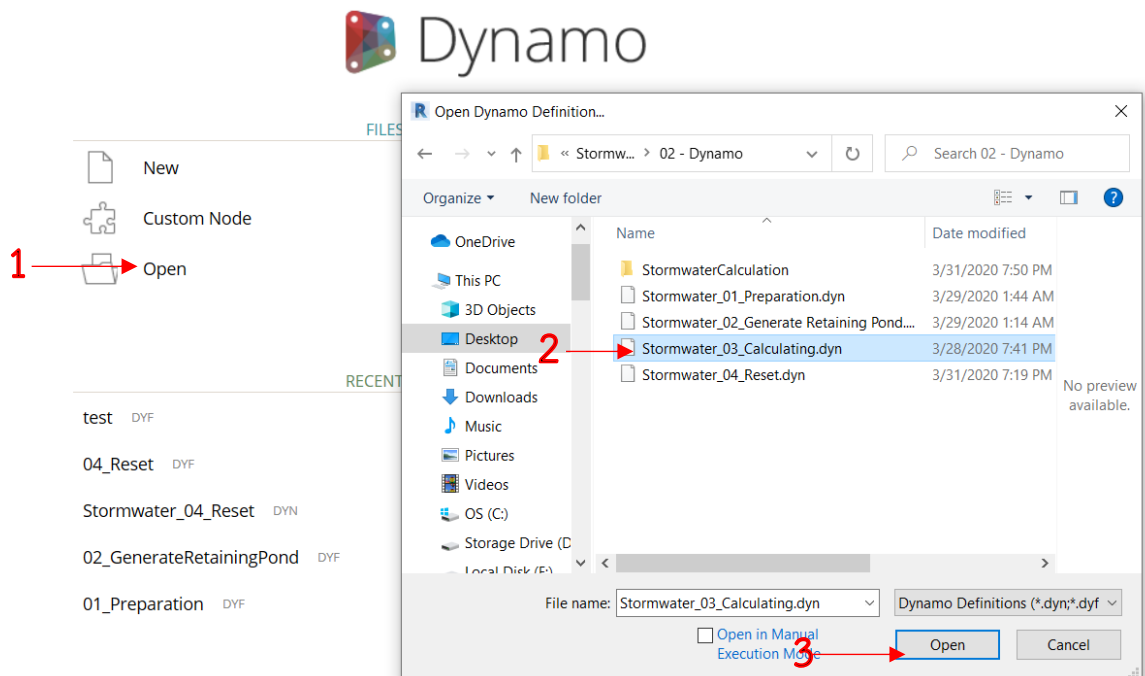 Dynamo
Open Dynamo Definition...
FILES
« Stormw... > 02 - Dynamo
Search 02 - Dynamo
New
Organize
New folder
?
Custom Node
1
Open
OneDrive
This PC
3D Objects
Desktop
Documents
Downloads
Music
Pictures
Videos
OS (C:)
Storage Drive (D
Local Disk (F:)
Name
Date modified
StormwaterCalculation
3/31/2020 7:50 PM
Stormwater_01_Preparation.dyn
3/29/2020 1:44 AM
Stormwater_02_Generate Retaining Pond....
3/29/2020 1:14 AM
2
Stormwater_03_Calculating.dyn
3/28/2020 7:41 PM
Stormwater_04_Reset.dyn
3/31/2020 7:19 PM
No preview
available.
RECENT
test DYF
04_Reset DYF
Stormwater_04_Reset DYN
02_GenerateRetainingPond DYF
01_Preparation DYF
File name: Stormwater_03_Calculating.dyn
Dynamo Definitions (*.dyn;*.dyf
Open in Manual
Execution Mode
3
Open
Cancel